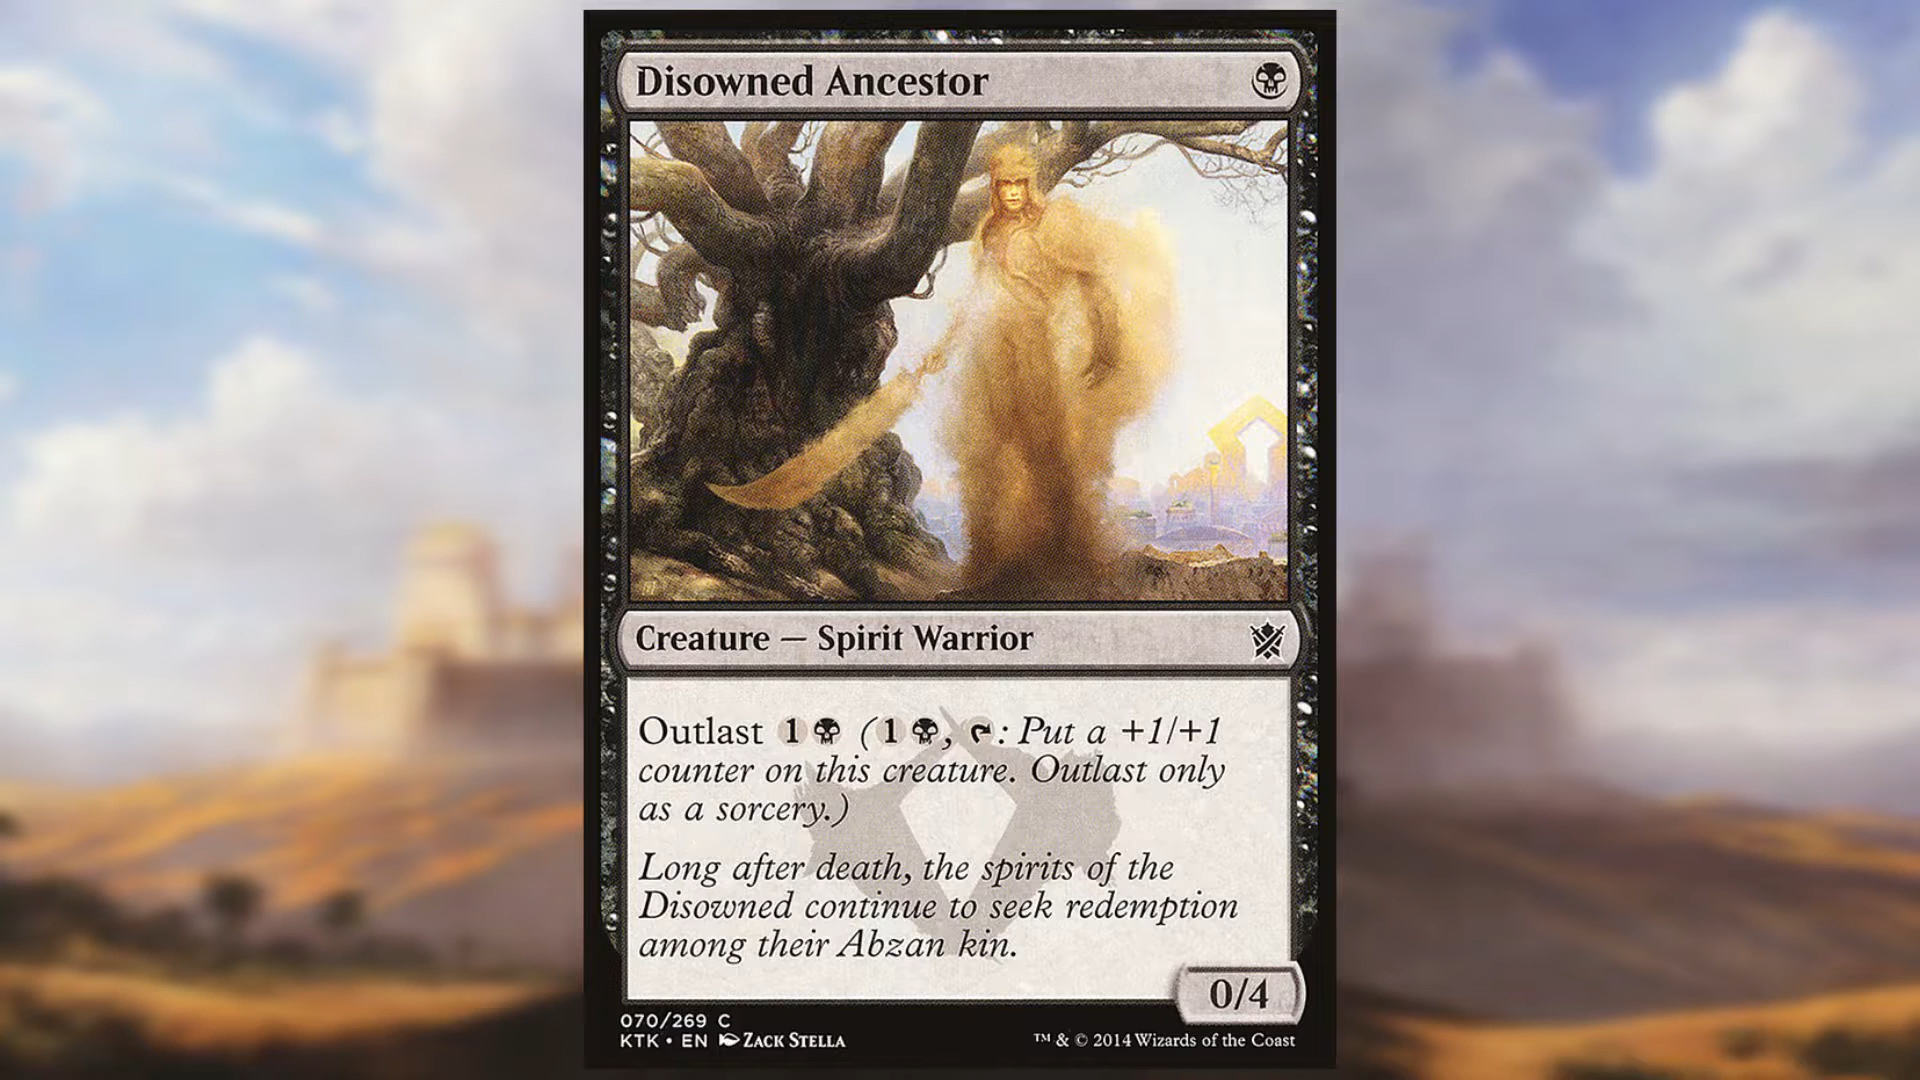 Disowned Ancestor
Creature — Spirit Warrior
Outlast 1 (1, : Put a +1/+1
counter on this creature. Outlast only
as a sorcery.)
Long after death, the spirits of the
Disowned continue to seek redemption
among their Abzan kin.
0/4
070/269 C
KTK • EN Zack Stella
™ & © 2014 Wizards of the Coast